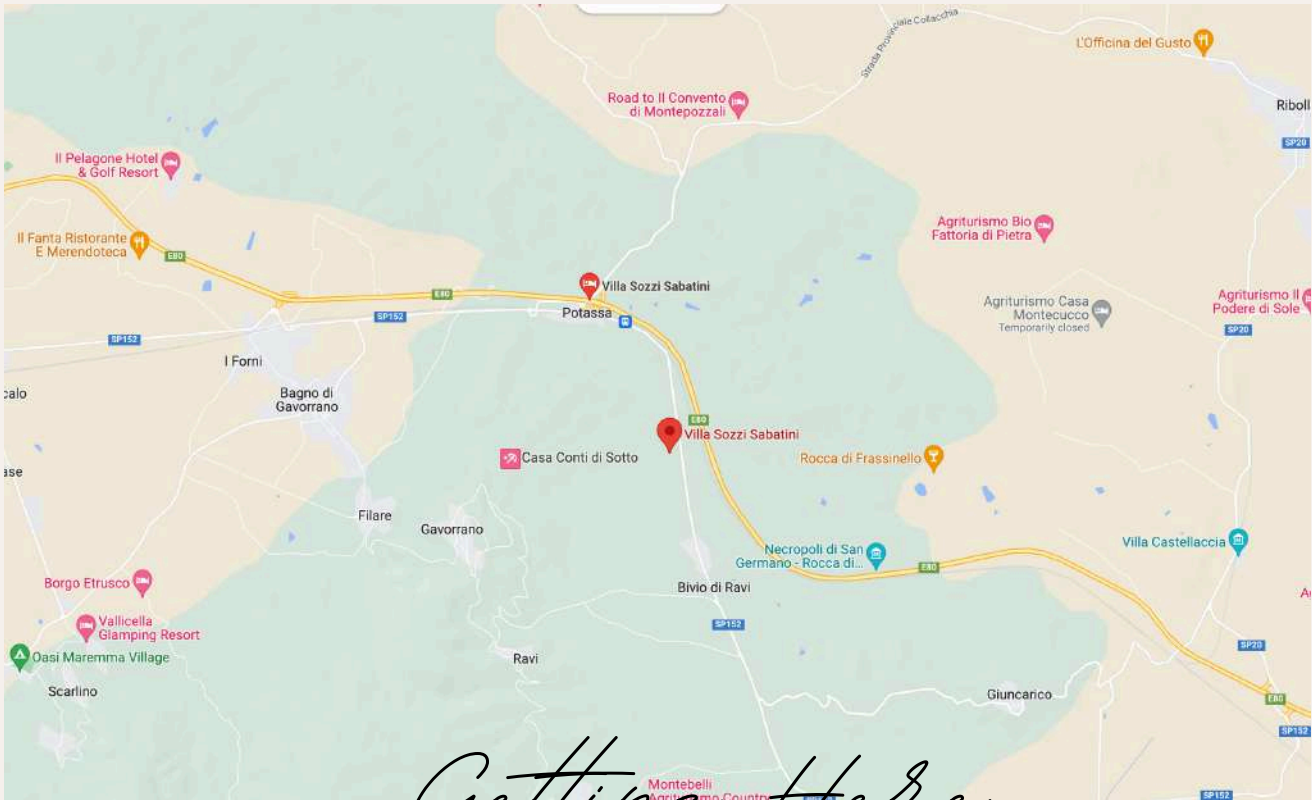 Strada Provinciale Collacchia
L'Officina del Gusto
Road to Il Convento
di Montepozzali
Riboll
SP20
Il Pelagone Hotel
& Golf Resort
Agriturismo Bio
Fattoria di Pietra
Il Fanta Ristorante
E Merendoteca
E80
Villa Sozzi Sabatini
E80
Agriturismo Casa
Montecucco
Temporarily closed
Agriturismo Il
Podere di Sole
Potassa
SP152
SP20
SP152
I Forni
calo
Bagno di
Gavorrano
E80
Villa Sozzi Sabatini
Casa Conti di Sotto
Rocca di Frassinello
ase
Filare
Gavorrano
Villa Castellaccia
Necropoli di San
Germano - Rocca di...
E80
Borgo Etrusco
Bivio di Ravi
A
Vallicella
Glamping Resort
SP152
SP20
Oasi Maremma Village
Ravi
Scarlino
Giuncarico
E80
SP152
Getting Here
Montebelli
Agriturismo Country
SP152